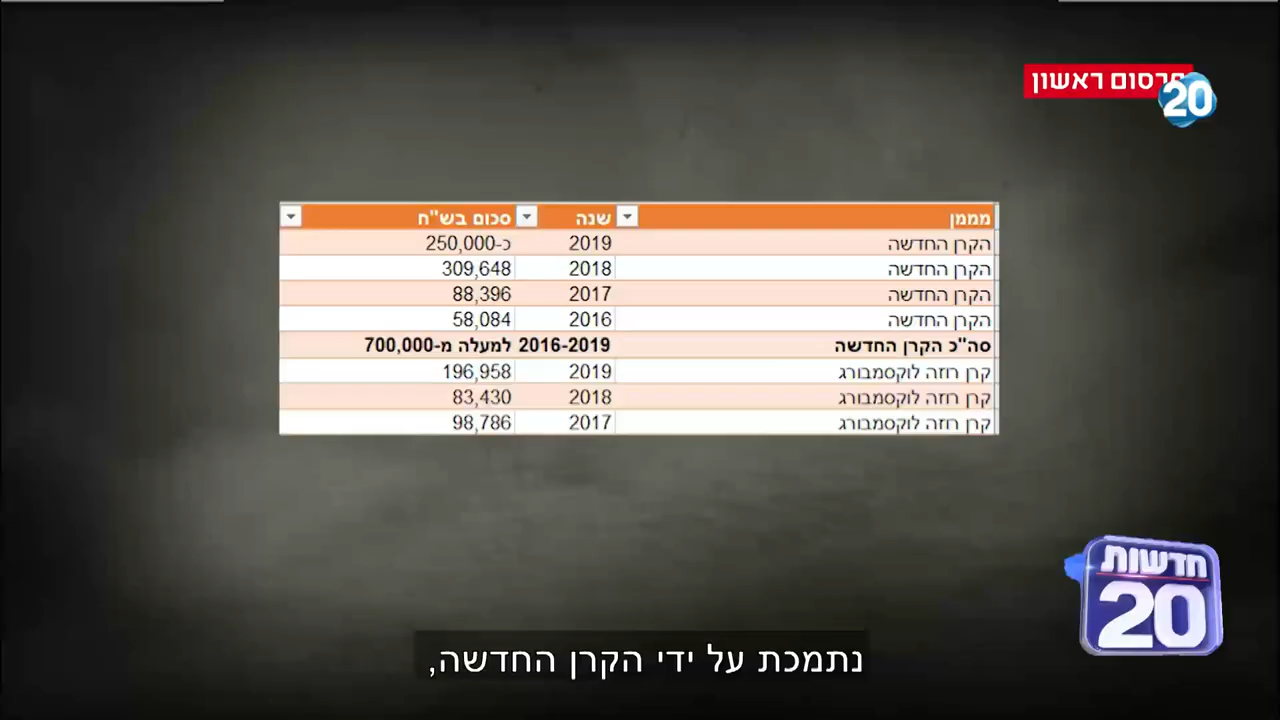 פרסום ראשון
20
מממן שנה סכום בש"ח
הקרן החדשה 2019 כ-250,000
הקרן החדשה 2018 309,648
הקרן החדשה 2017 88,396
הקרן החדשה 2016 58,084
סה"כ הקרן החדשה 2016-2019 למעלה מ-700,000
קרן רוזה לוקסמבורג 2019 196,958
קרן רוזה לוקסמבורג 2018 83,430
קרן רוזה לוקסמבורג 2017 98,786
חדשות
20
נתמכת על ידי הקרן החדשה,